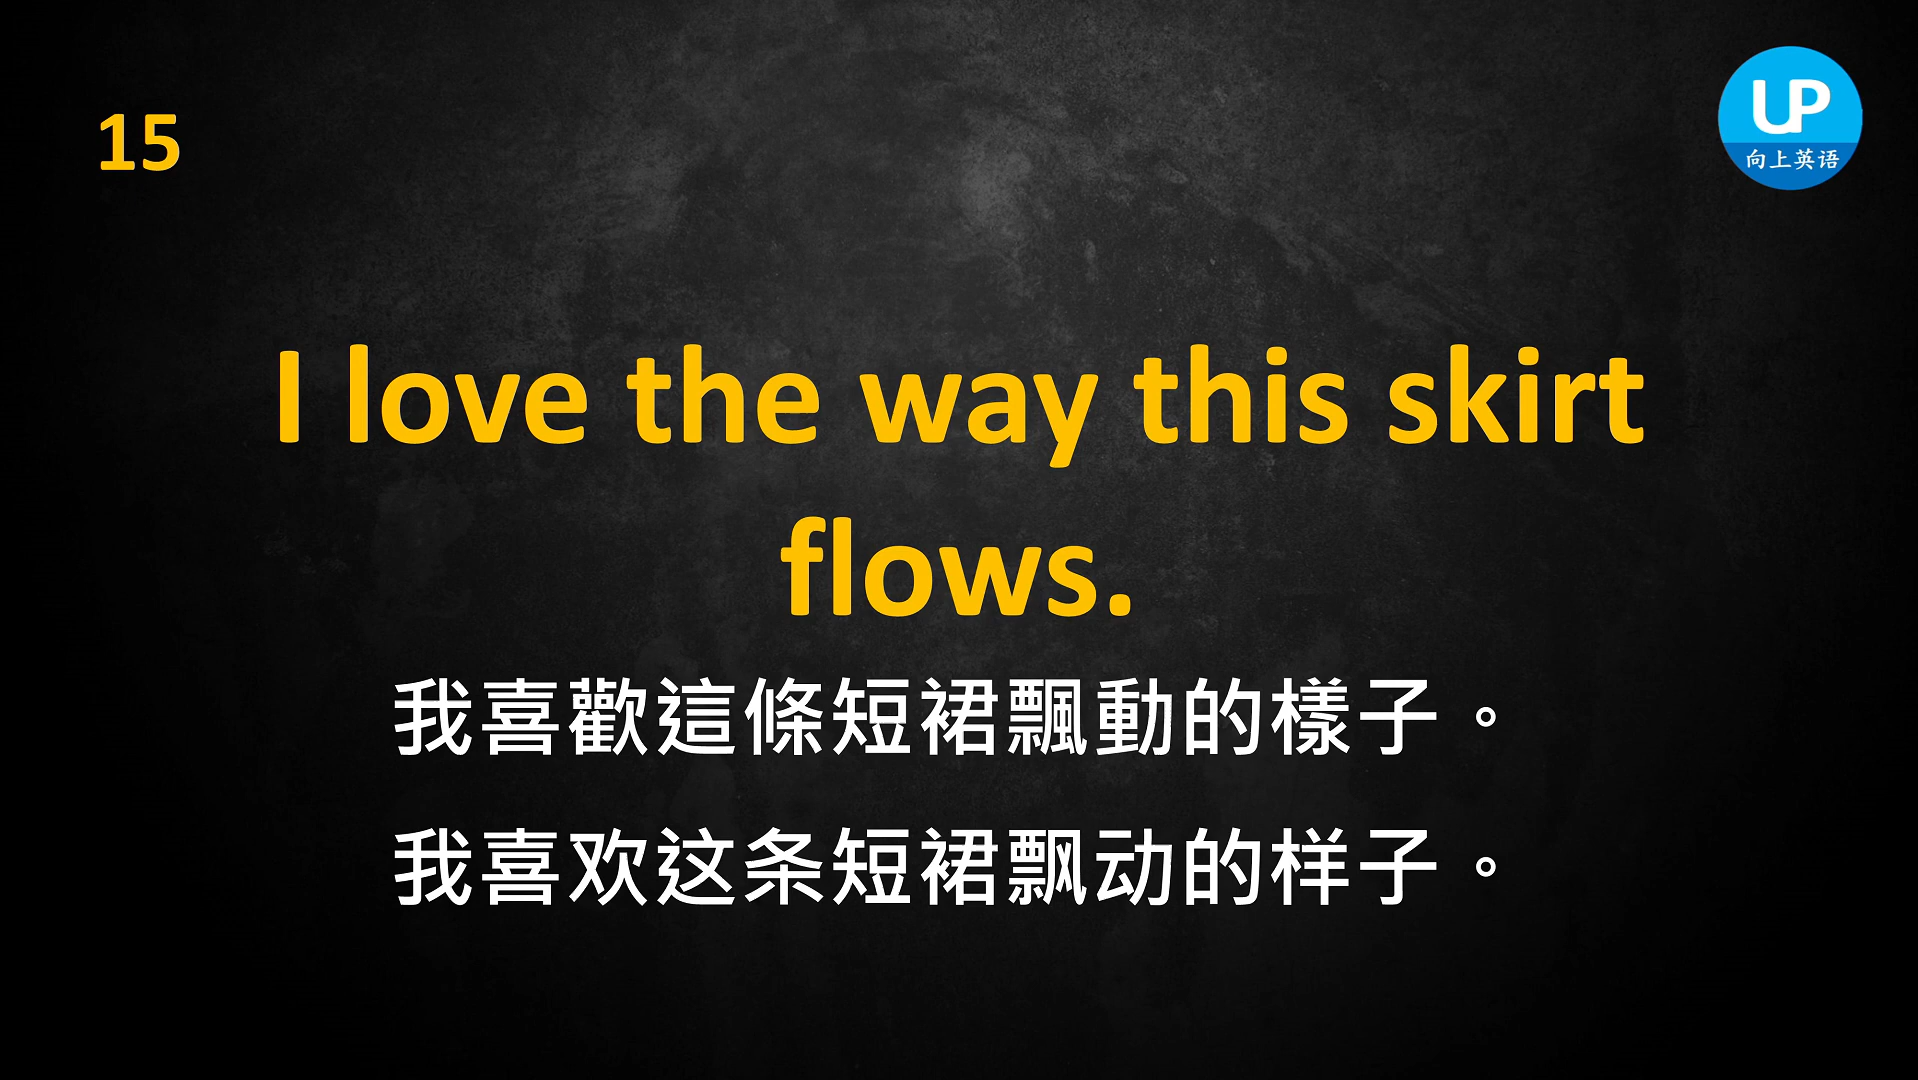 15
UP
向上英语
I love the way this skirt
flows.
我喜歡這條短裙飄動的樣子。
我喜欢这条短裙飘动的样子。